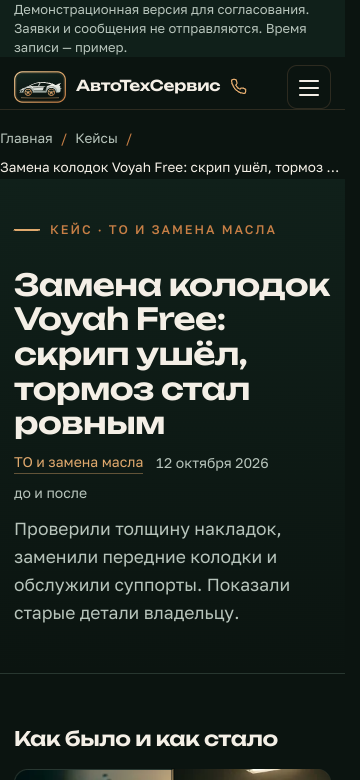 Демонстрационная версия для согласования.
Заявки и сообщения не отправляются. Время
записи — пример.
АвтоТехСервис
Главная / Кейсы /
Замена колодок Voyah Free: скрип ушёл, тормоз ...
КЕЙС · ТО И ЗАМЕНА МАСЛА
Замена колодок
Voyah Free:
скрип ушёл,
тормоз стал
ровным
ТО и замена масла 12 октября 2026
до и после
Проверили толщину накладок,
заменили передние колодки и
обслужили суппорты. Показали
старые детали владельцу.
Как было и как стало